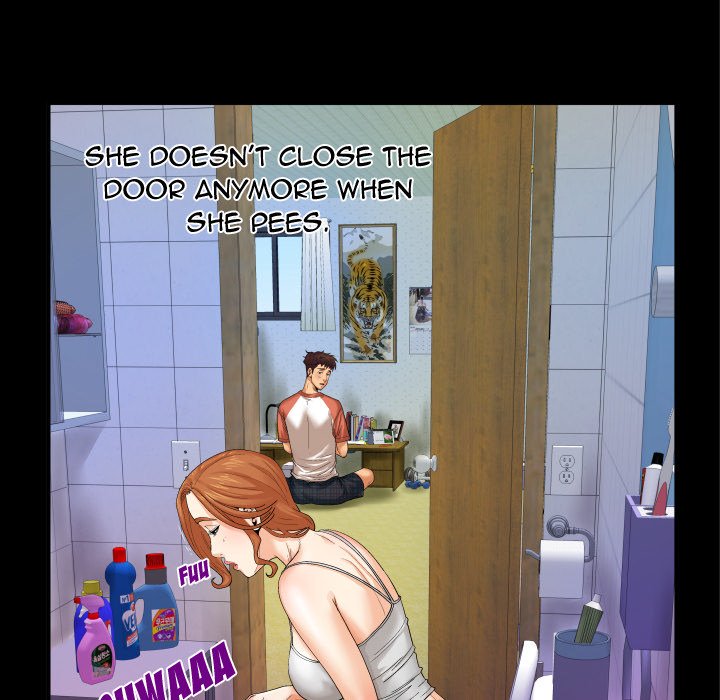 SHE DOESN'T CLOSE THE
DOOR ANYMORE WHEN
SHE PEES.
FUU